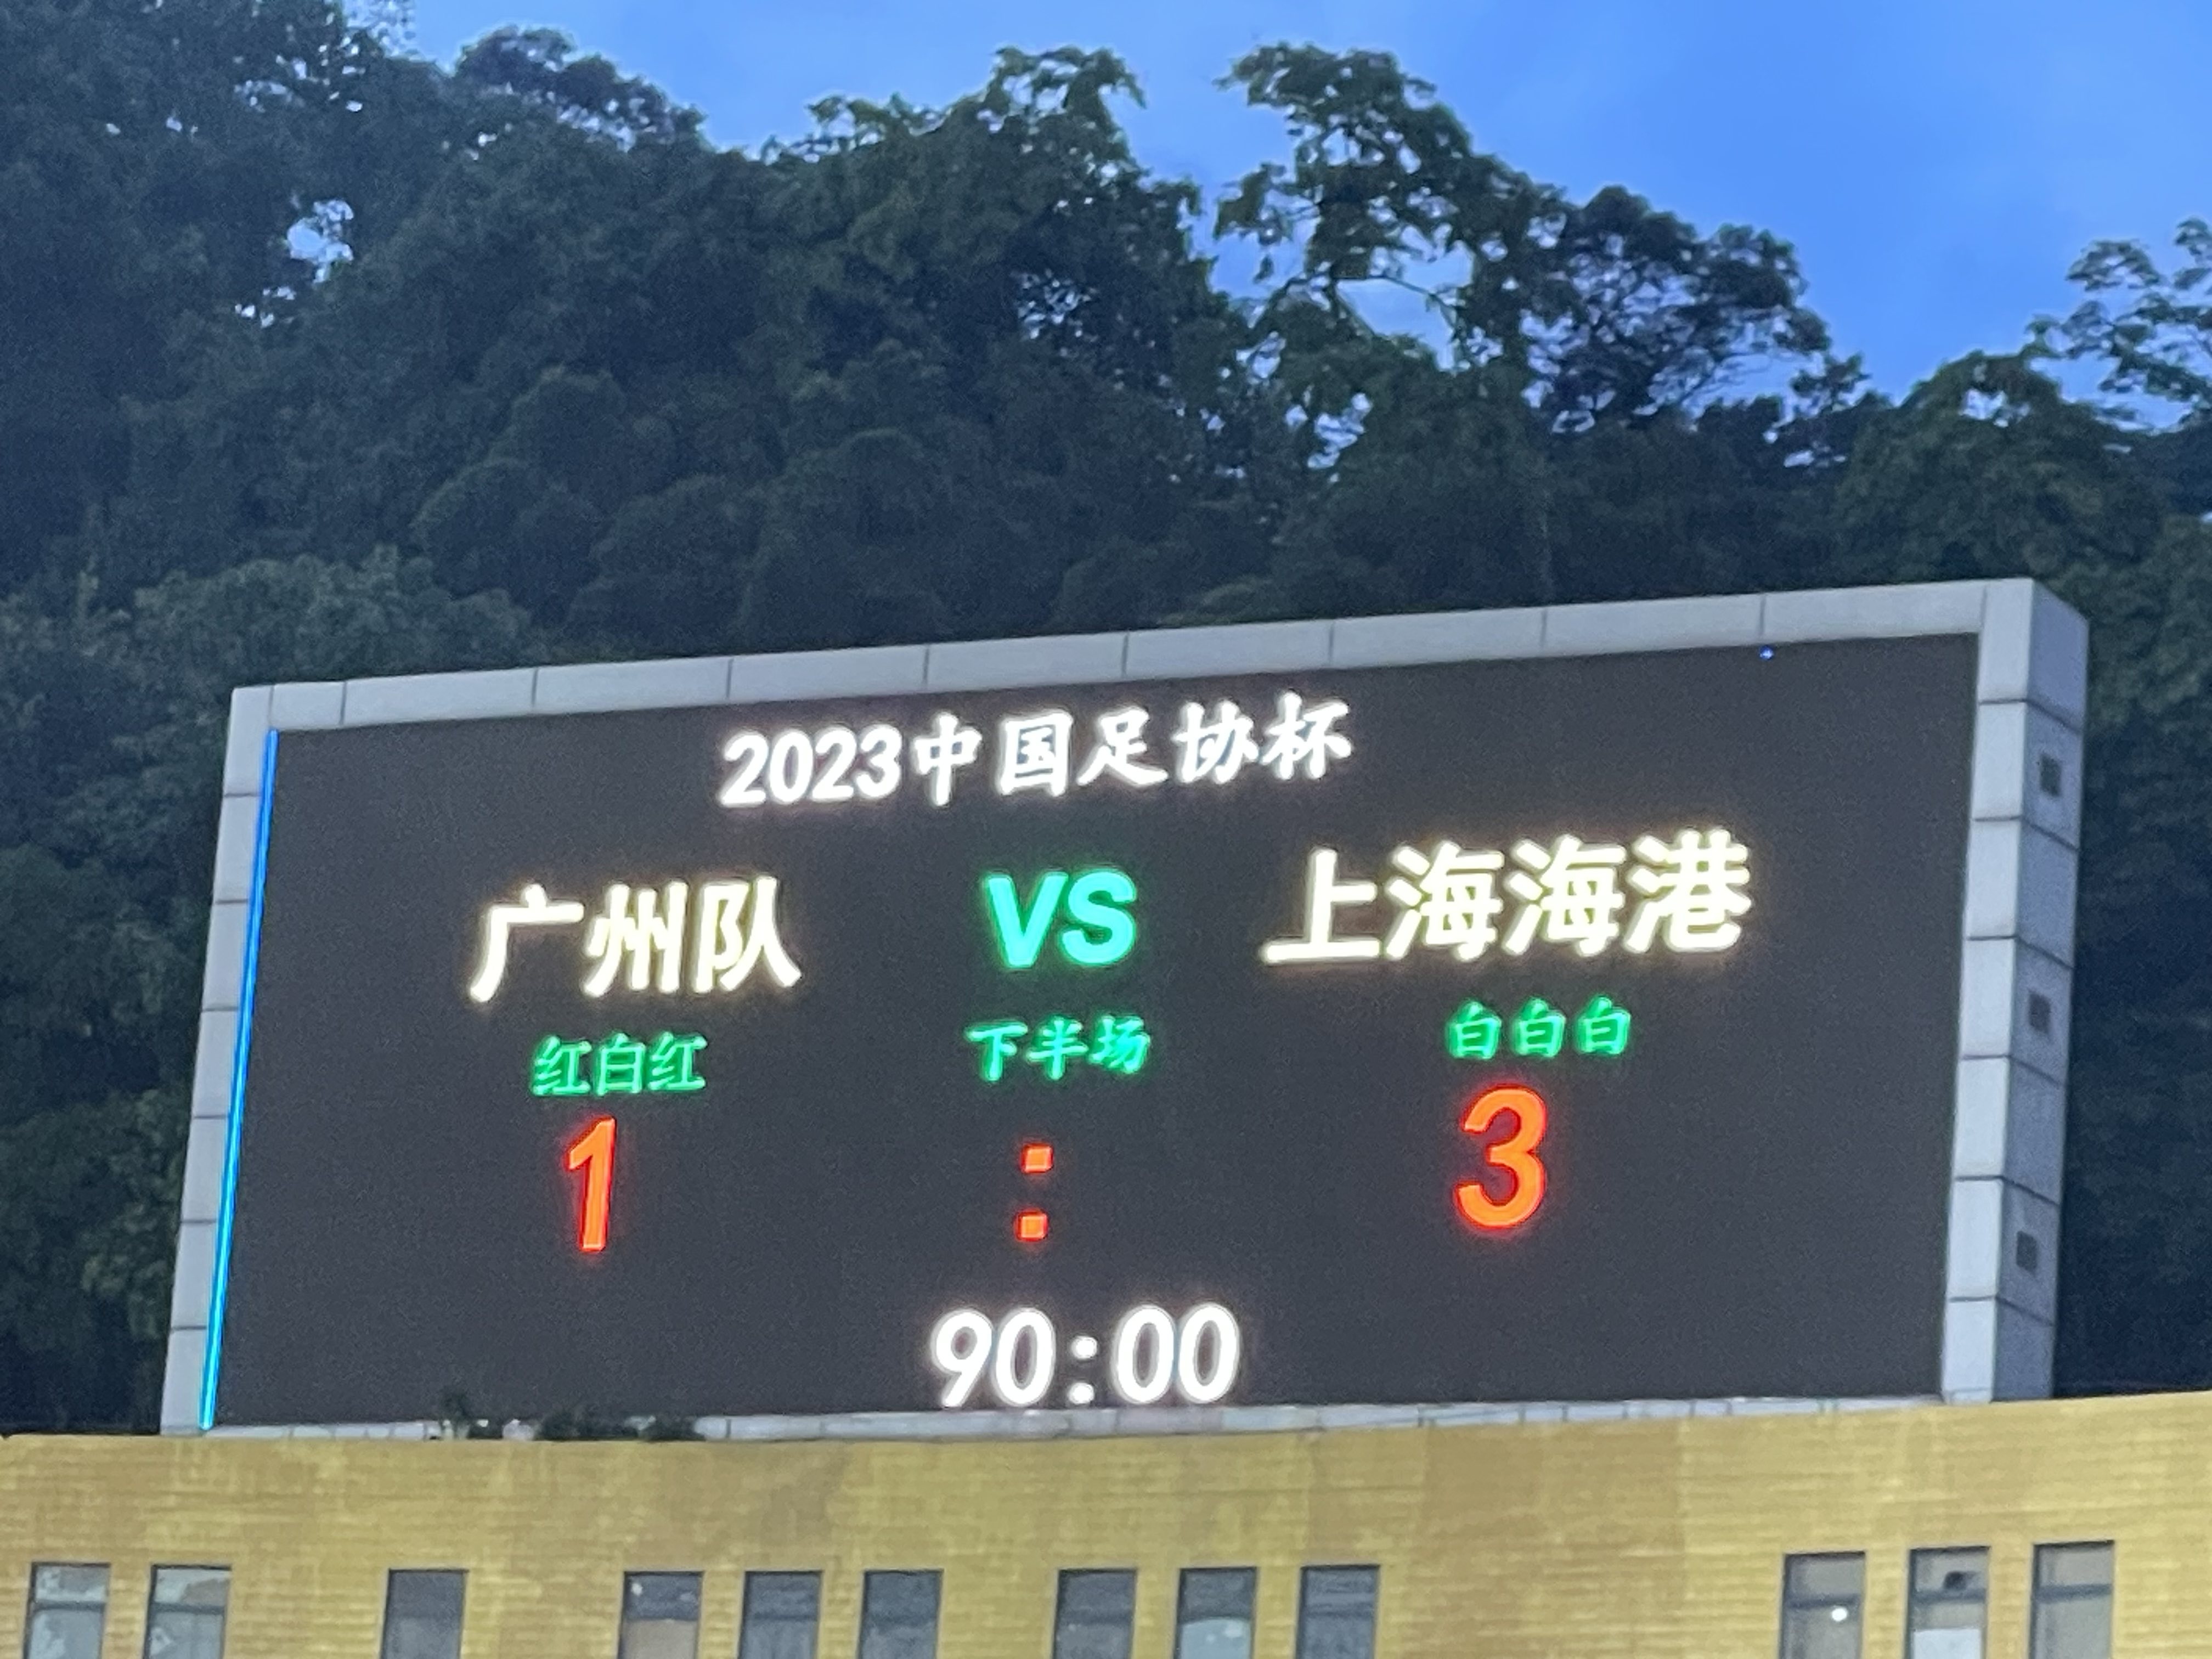 2023中国足协杯
广州队 VS 上海海港
红白红 下半场 白白白
1 : 3
90:00